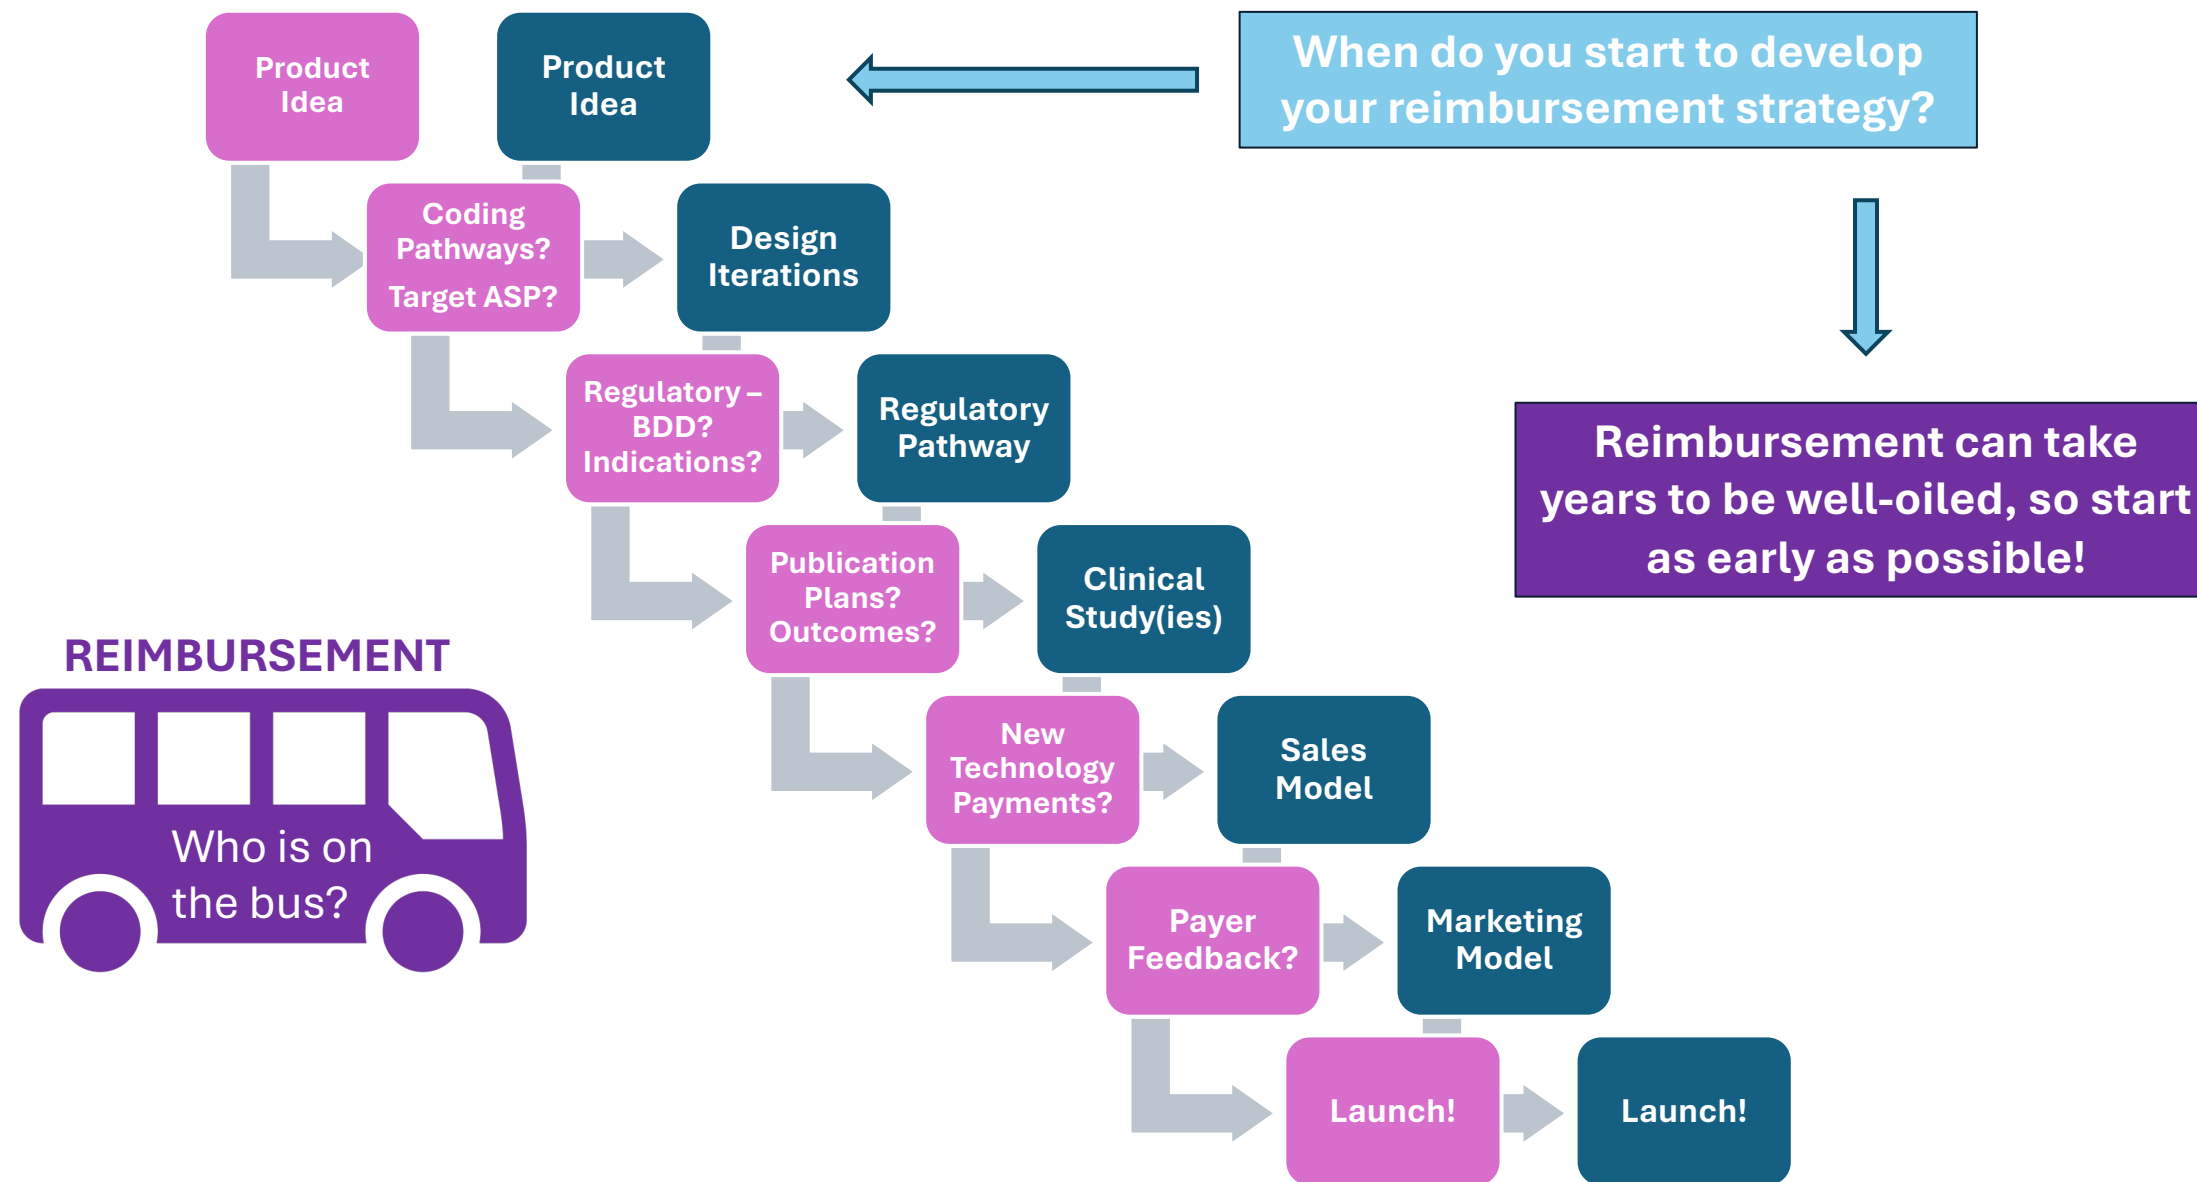 Product
Idea
Product
Idea
When do you start to develop
your reimbursement strategy?
Coding
Pathways?
Target ASP?
Design
Iterations
Regulatory –
BDD?
Indications?
Regulatory
Pathway
Reimbursement can take
years to be well-oiled, so start
as early as possible!
Publication
Plans?
Outcomes?
Clinical
Study(ies)
REIMBURSEMENT
Who is on
the bus?
New
Technology
Payments?
Sales
Model
Payer
Feedback?
Marketing
Model
Launch!
Launch!